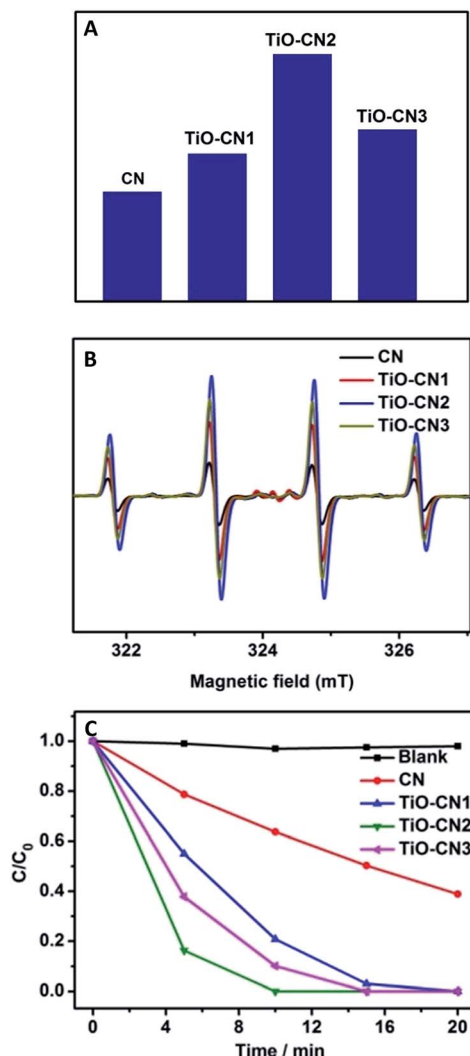 A
CN
TiO-CN1
TiO-CN2
TiO-CN3
B
CN
TiO-CN1
TiO-CN2
TiO-CN3
322 324 326
Magnetic field (mT)
C
Blank
CN
TiO-CN1
TiO-CN2
TiO-CN3
C/C0
1.0
0.8
0.6
0.4
0.2
0.0
0 4 8 12 16 20
Time / min